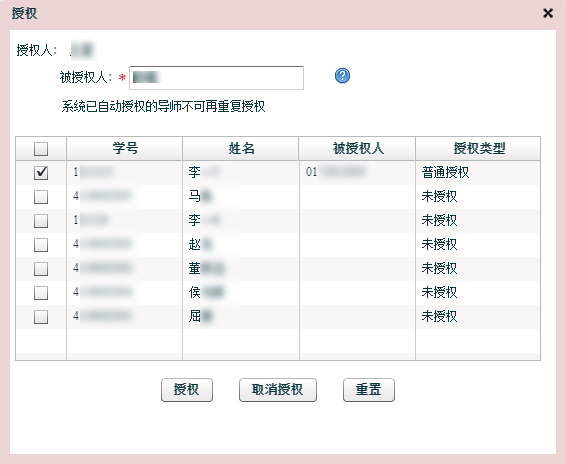 授权
授权人：
被授权人：*
系统已自动授权的导师不可再重复授权
学号 姓名 被授权人 授权类型
1 李 01 普通授权
4 马 未授权
1 李 未授权
4 赵 未授权
4 董 未授权
4 侯 未授权
4 屈 未授权
授权 取消授权 重置